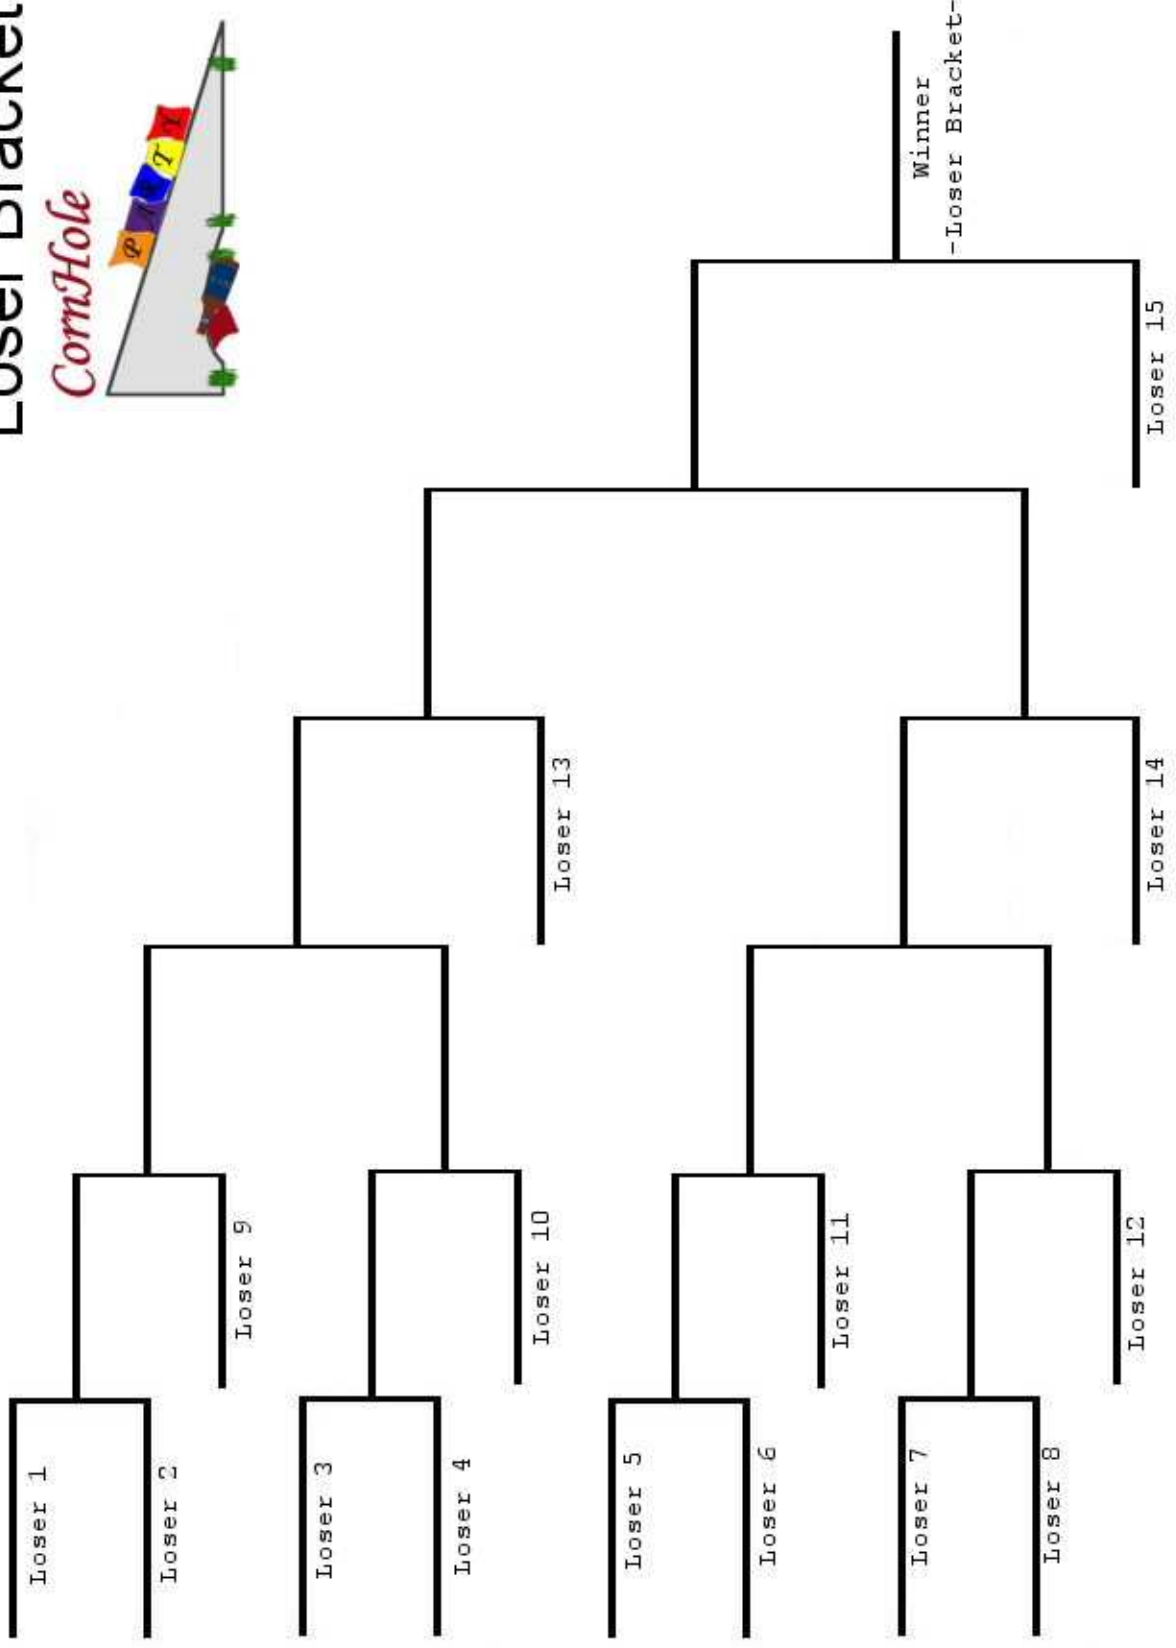 Loser Bracket
CornHole
P A R T Y
Loser 1
Loser 2
Loser 9
Loser 3
Loser 4
Loser 10
Loser 13
Loser 5
Loser 6
Loser 11
Loser 7
Loser 8
Loser 12
Loser 14
Loser 15
Winner
-Loser Bracket-